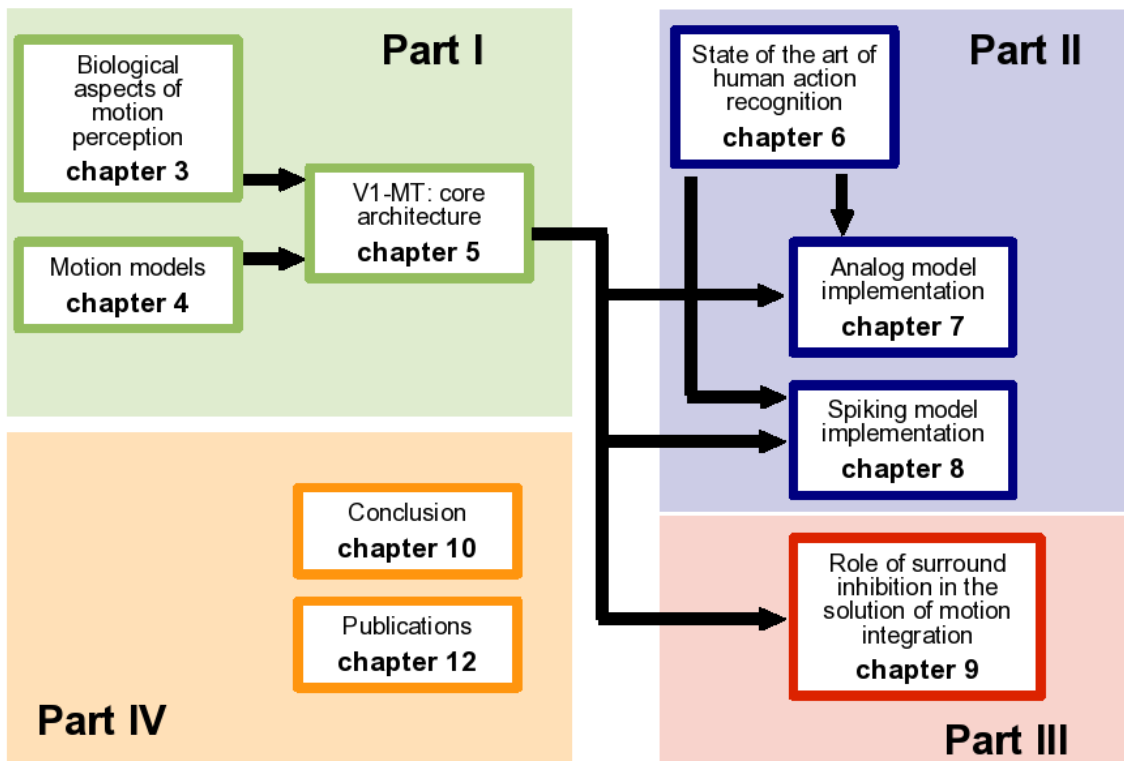 Part I
Biological
aspects of
motion
perception
chapter 3
V1-MT: core
architecture
chapter 5
Motion models
chapter 4
Part II
State of the art of
human action
recognition
chapter 6
Analog model
implementation
chapter 7
Spiking model
implementation
chapter 8
Role of surround
inhibition in the
solution of motion
integration
chapter 9
Part III
Conclusion
chapter 10
Publications
chapter 12
Part IV